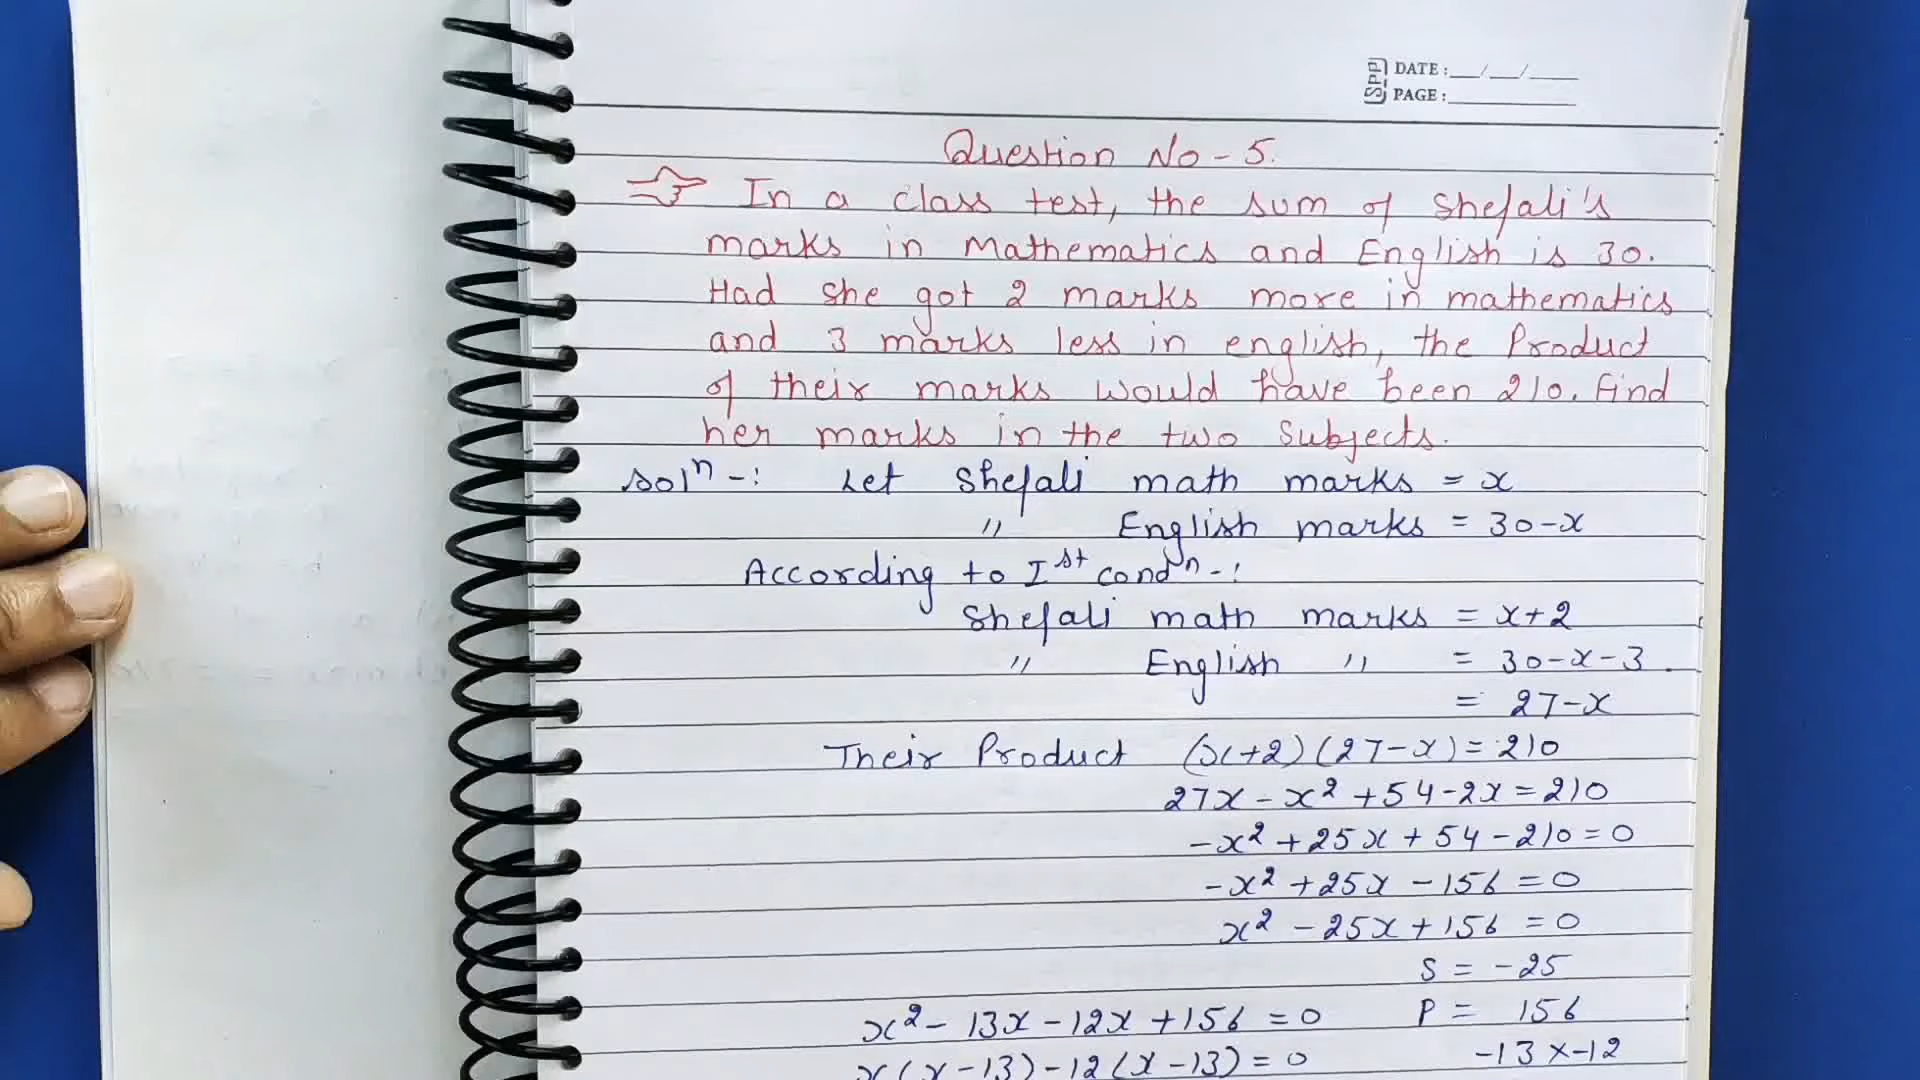 SIPP DATE: __/__/____
PAGE: ________
Question No - 5.
In a class test, the sum of Shefali's
marks in Mathematics and English is 30.
Had she got 2 marks more in mathematics
and 3 marks less in english, the Product
of their marks would have been 210. Find
her marks in the two Subjects.
Solⁿ -: Let Shefali math marks = x
" English marks = 30-x
According to Iˢᵗ condⁿ -:
Shefali math marks = x+2
" English " = 30-x-3
= 27-x
Their Product (x+2)(27-x) = 210
27x - x² + 54 - 2x = 210
-x² + 25x + 54 - 210 = 0
-x² + 25x - 156 = 0
x² - 25x + 156 = 0
S = -25
x² - 13x - 12x + 156 = 0 P = 156
x(x-13) - 12(x-13) = 0 -13 x -12